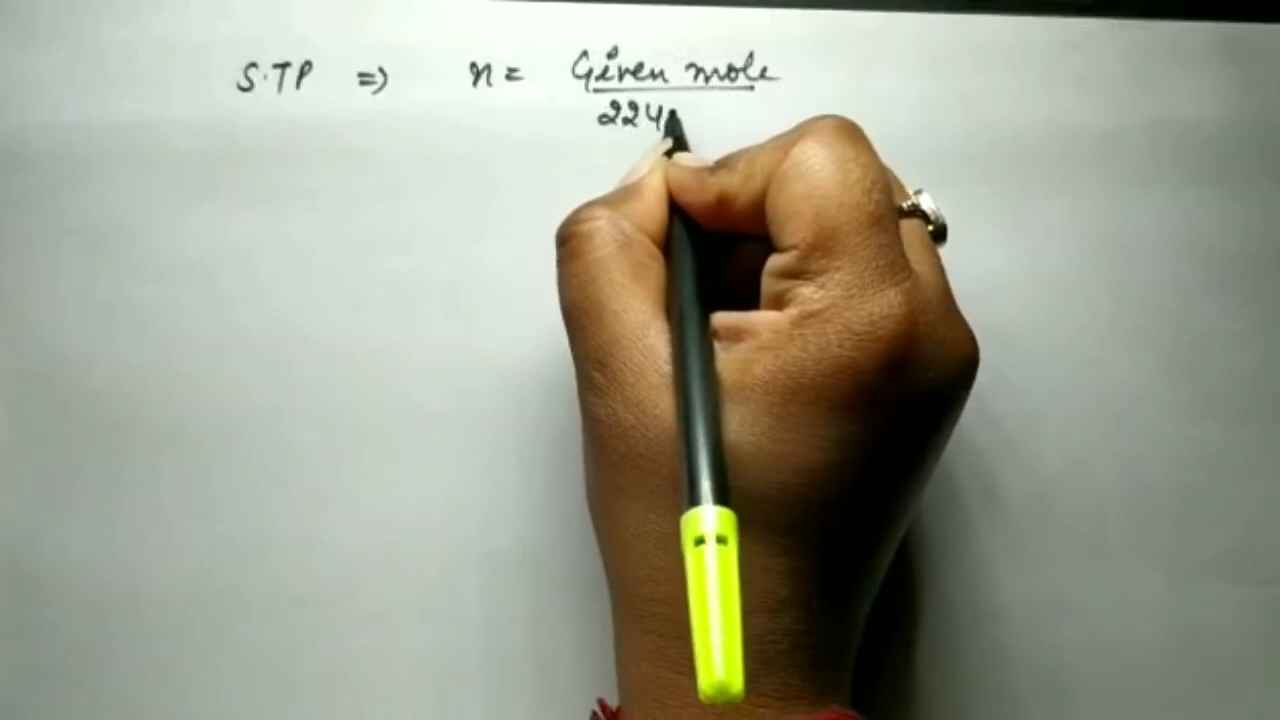 S.TP => n = Given mole
224